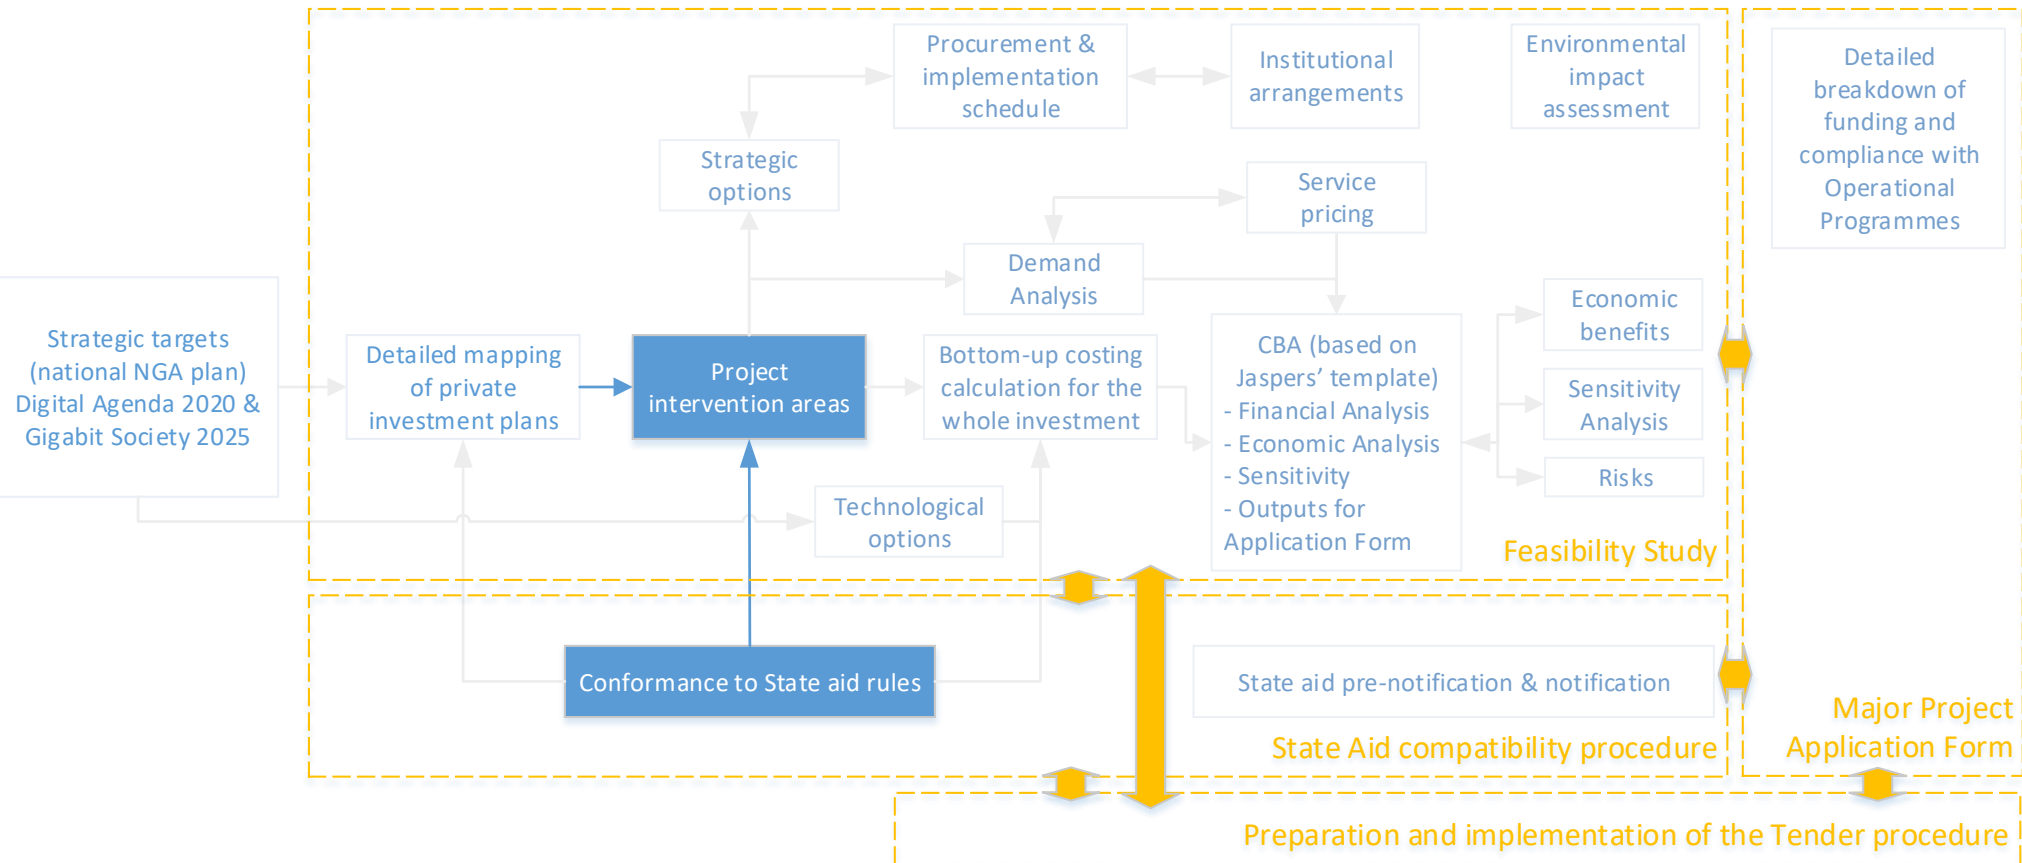 Procurement &
implementation
schedule
Institutional
arrangements
Environmental
impact
assessment
Detailed
breakdown of
funding and
compliance with
Operational
Programmes
Strategic
options
Service
pricing
Demand
Analysis
Strategic targets
(national NGA plan)
Digital Agenda 2020 &
Gigabit Society 2025
Detailed mapping
of private
investment plans
Project
intervention areas
Bottom-up costing
calculation for the
whole investment
CBA (based on
Jaspers’ template)
- Financial Analysis
- Economic Analysis
- Sensitivity
- Outputs for
Application Form
Economic
benefits
Sensitivity
Analysis
Risks
Technological
options
Feasibility Study
Conformance to State aid rules
State aid pre-notification & notification
State Aid compatibility procedure
Major Project
Application Form
Preparation and implementation of the Tender procedure